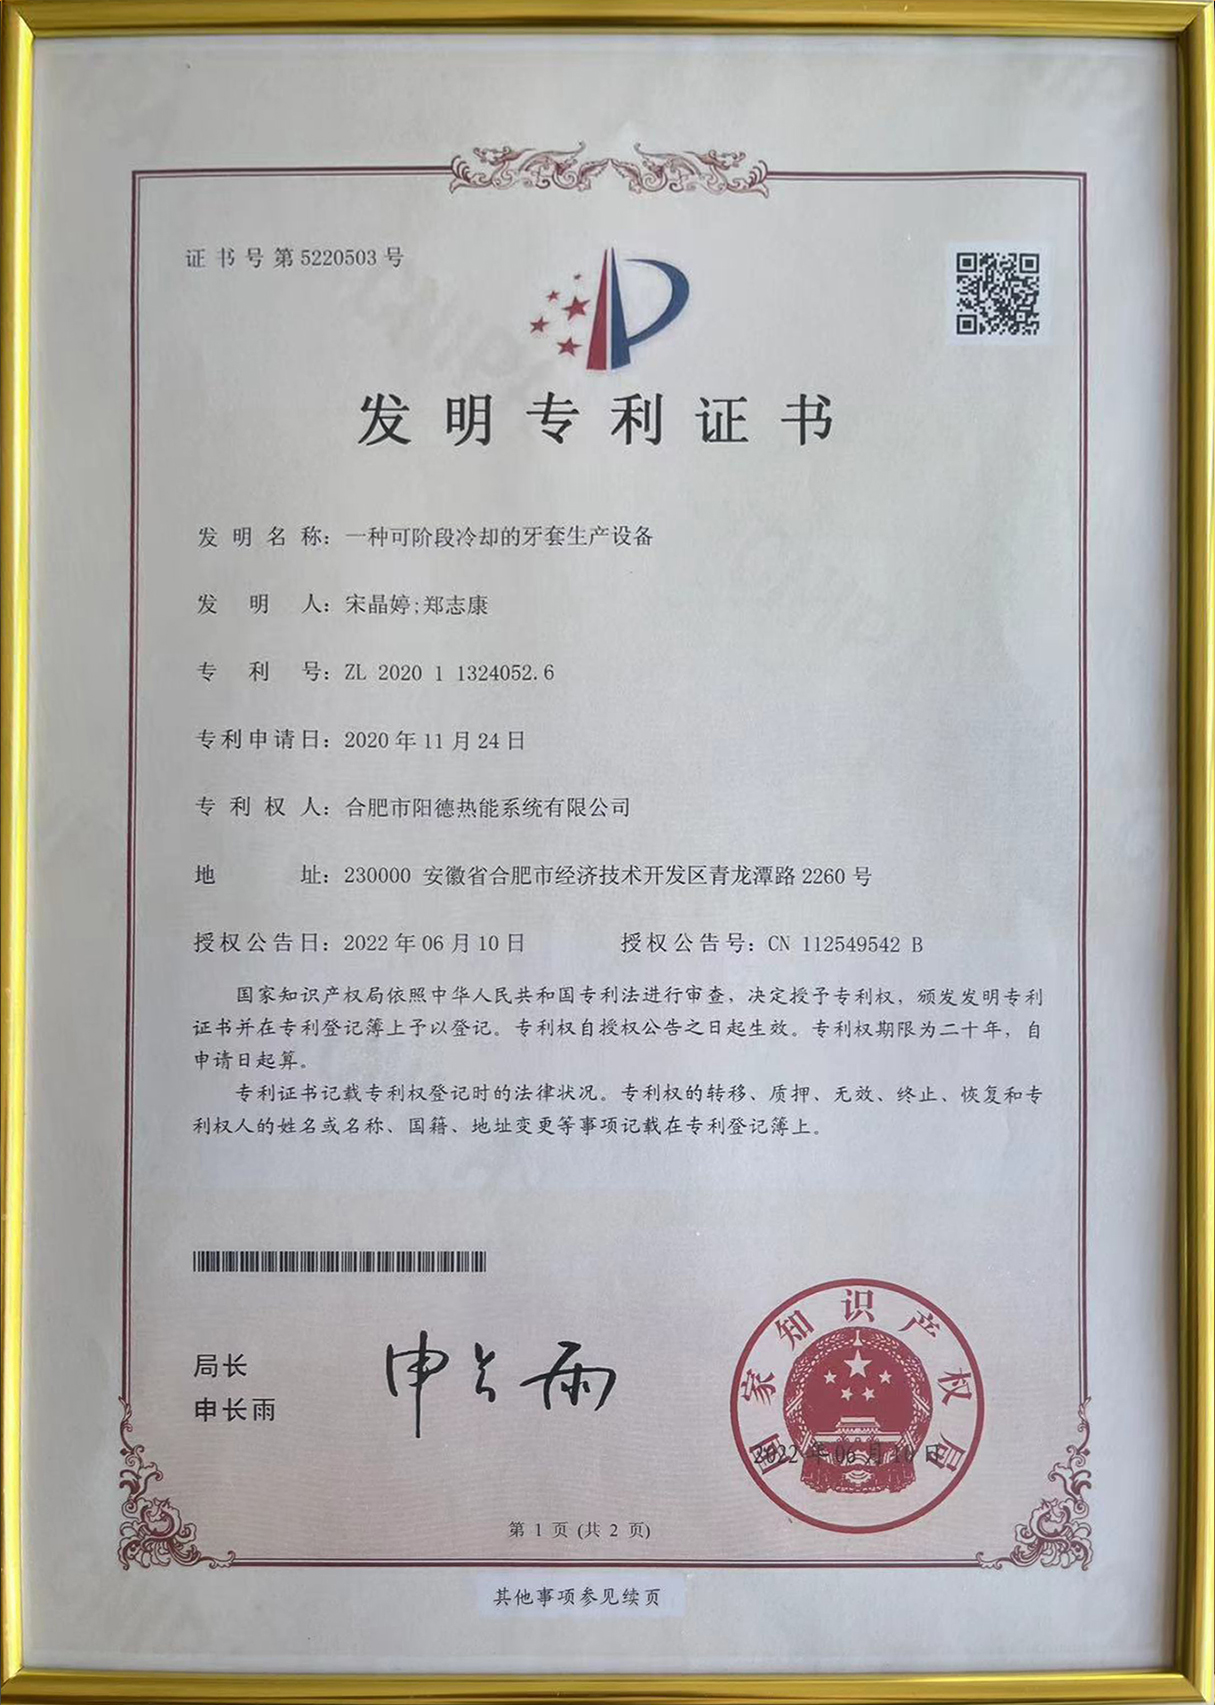 证书号第5220503号
发明专利证书
发明名称：一种可阶段冷却的牙套生产设备
发明人：宋晶婷;郑志康
专利号：ZL 2020 1 1324052.6
专利申请日：2020年11月24日
专利权人：合肥市阳德热能系统有限公司
地址：230000 安徽省合肥市经济技术开发区青龙潭路2260号
授权公告日：2022年06月10日 授权公告号：CN 112549542 B
国家知识产权局依照中华人民共和国专利法进行审查，决定授予专利权，颁发发明专利
证书并在专利登记簿上予以登记。专利权自授权公告之日起生效。专利权期限为二十年，自
申请日起算。
专利证书记载专利权登记时的法律状况。专利权的转移、质押、无效、终止、恢复和专
利权人的姓名或名称、国籍、地址变更等事项记载在专利登记簿上。
局长
申长雨
申长雨
国家知识产权局
2022年06月10日
第 1 页 (共 2 页)
其他事项参见续页